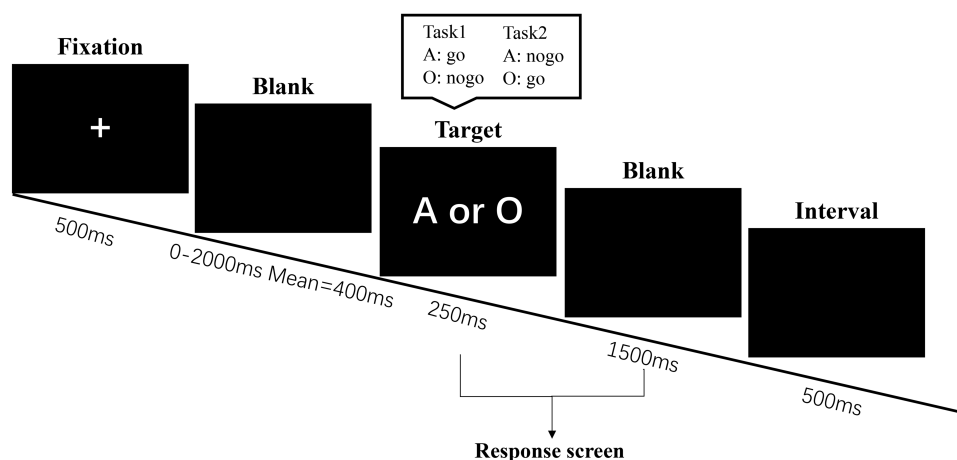 Task1 Task2
A: go A: nogo
O: nogo O: go
Fixation
Blank
Target
Blank
Interval
+
A or O
500ms
0-2000ms Mean=400ms
250ms
1500ms
500ms
Response screen